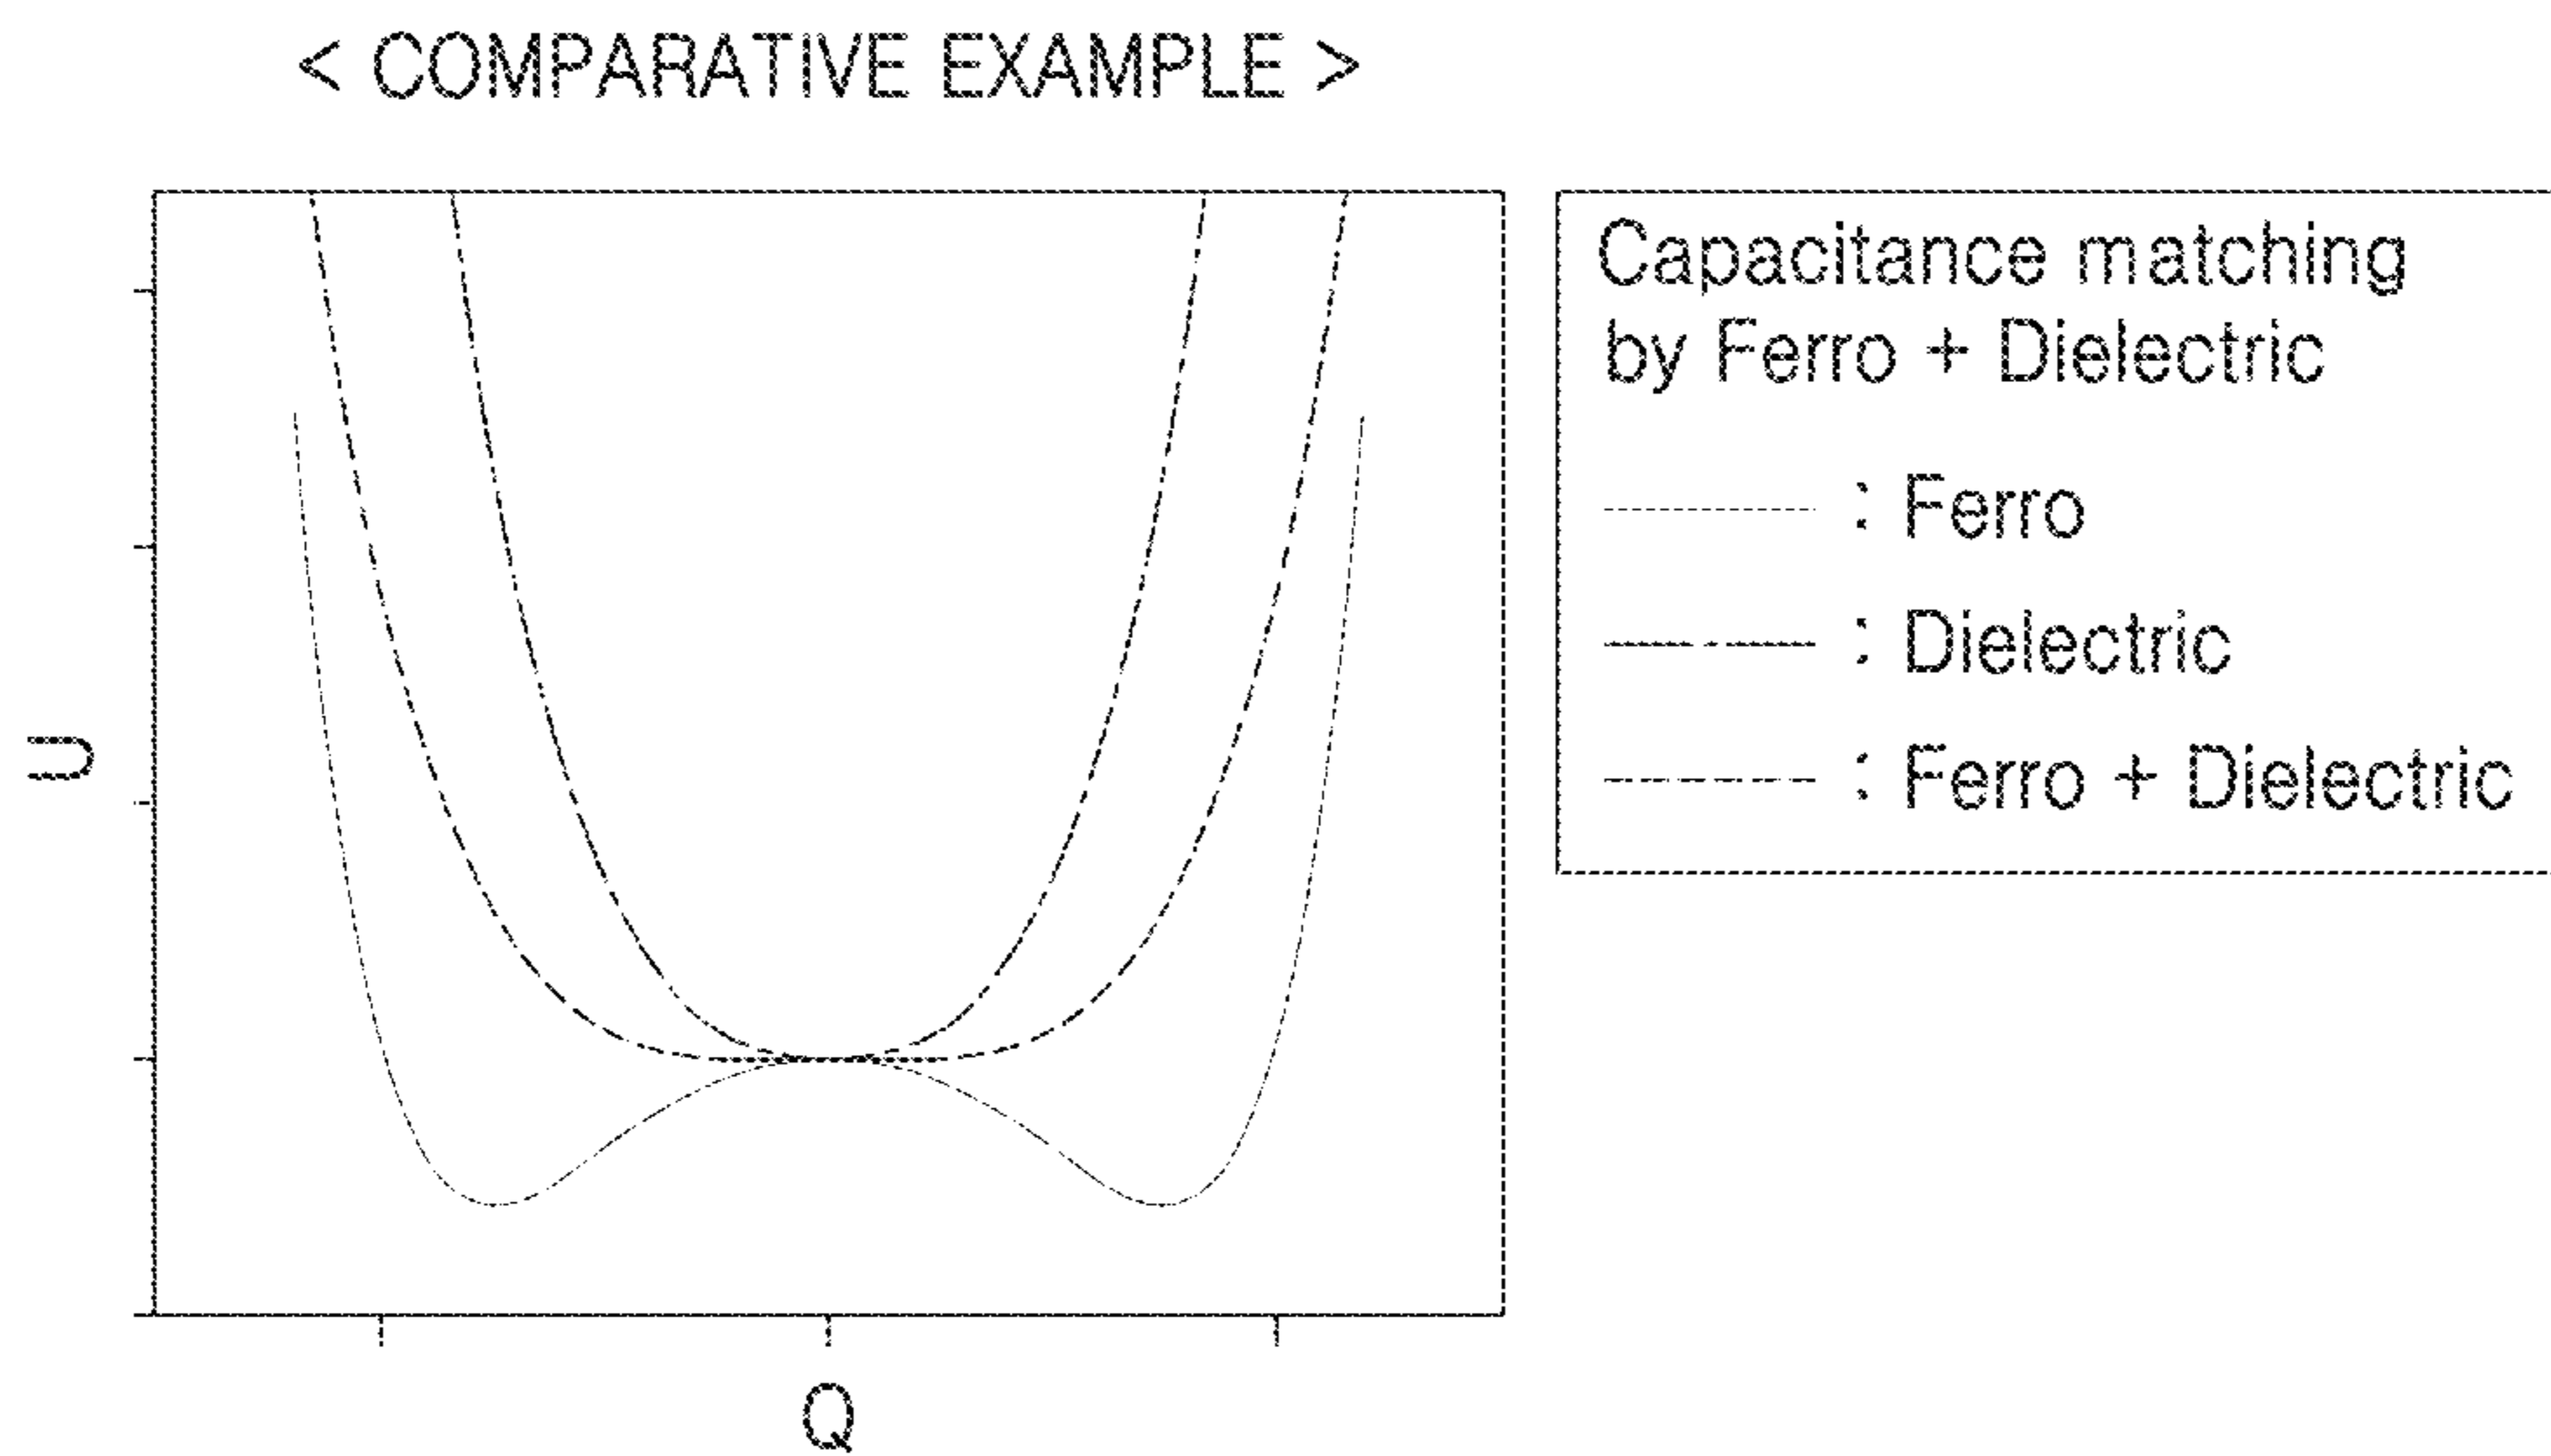 < COMPARATIVE EXAMPLE >
U
Q
Capacitance matching
by Ferro + Dielectric
: Ferro
: Dielectric
: Ferro + Dielectric